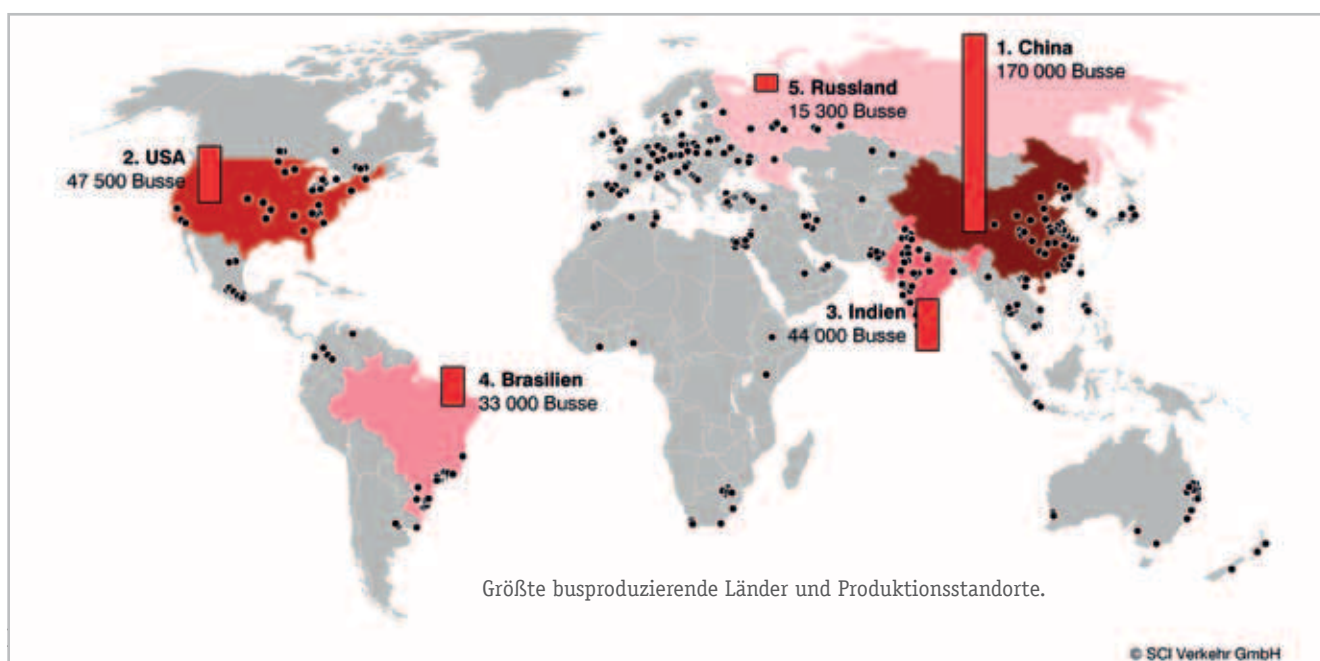 1. China
170 000 Busse
5. Russland
15 300 Busse
2. USA
47 500 Busse
3. Indien
44 000 Busse
4. Brasilien
33 000 Busse
Größte busproduzierende Länder und Produktionsstandorte.
© SCI Verkehr GmbH